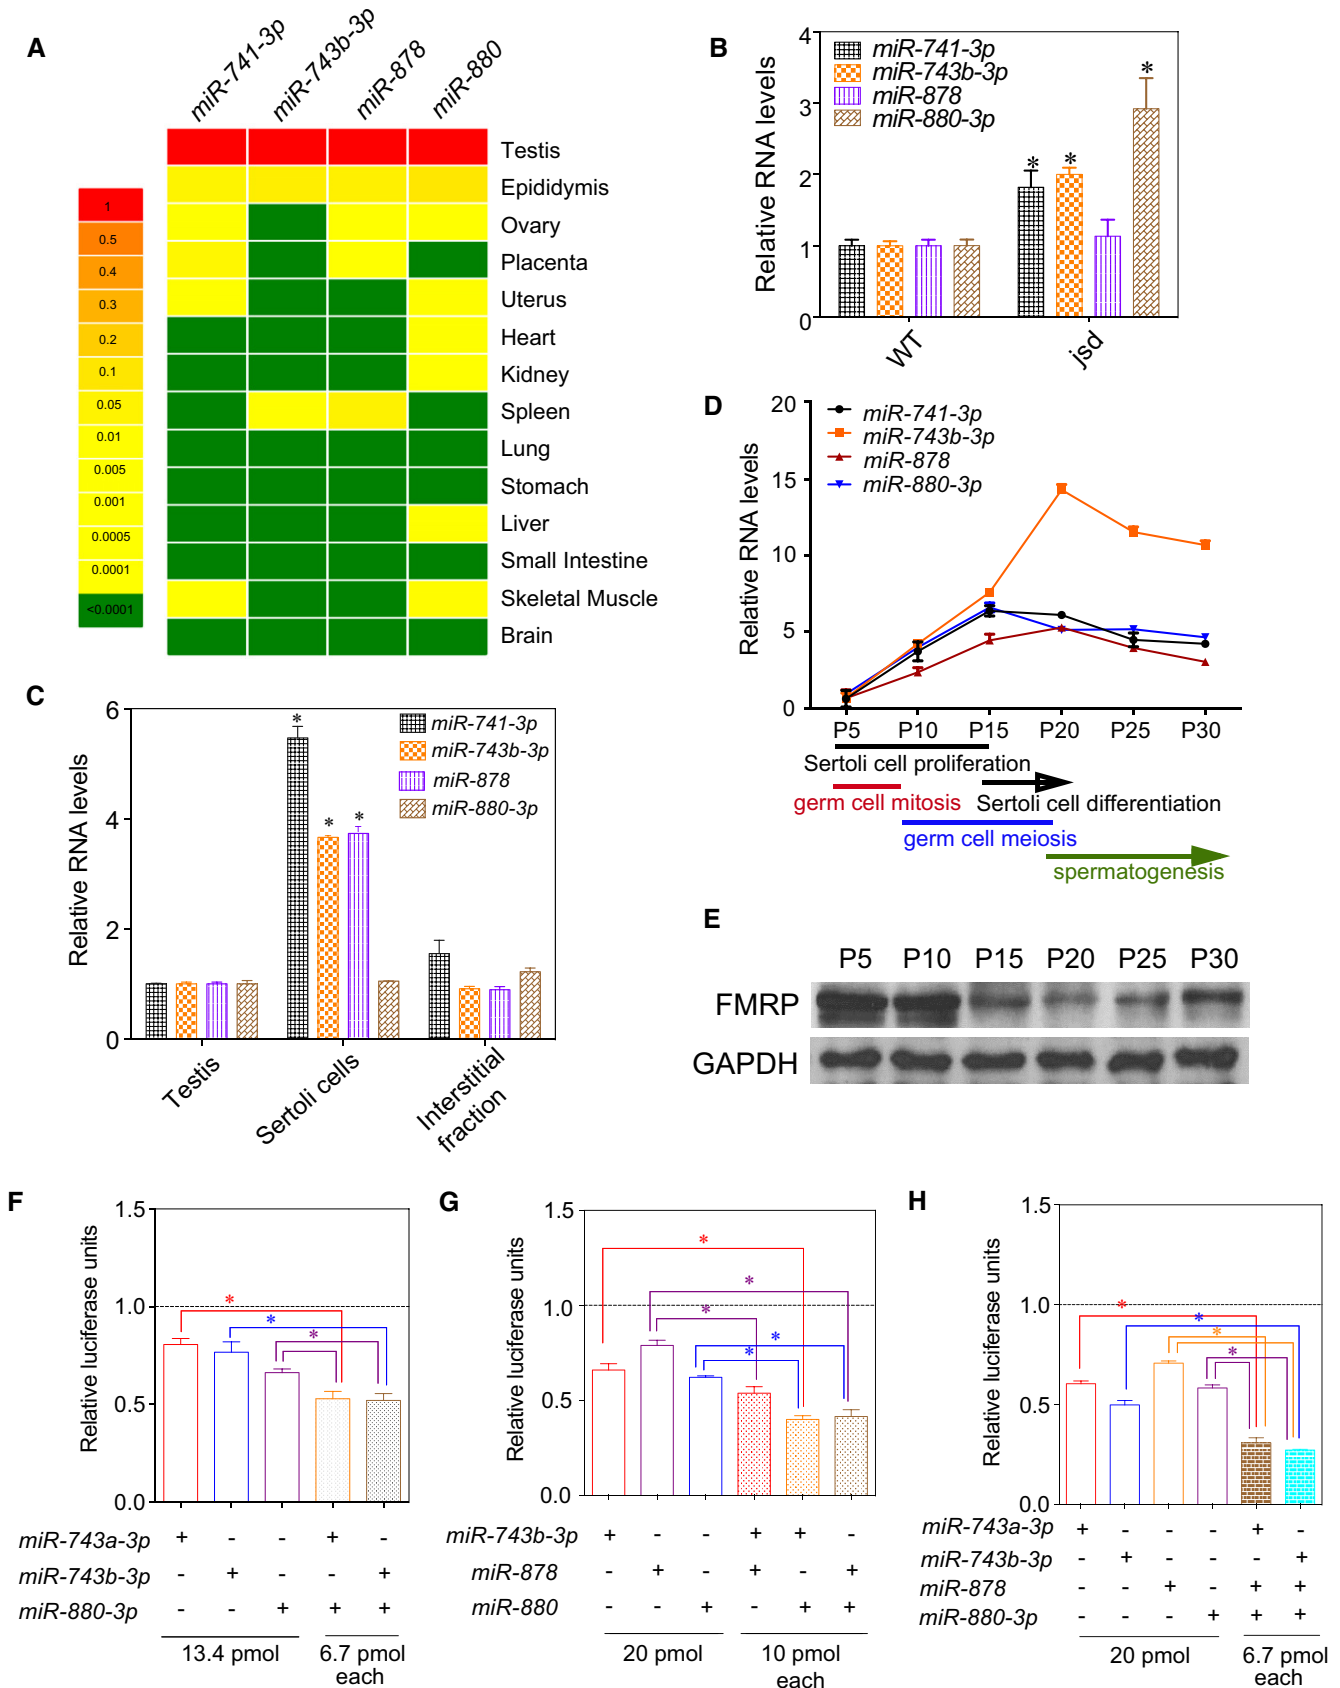 A
miR-741-3p
miR-743b-3p
miR-878
miR-880
1
0.5
0.4
0.3
0.2
0.1
0.05
0.01
0.005
0.001
0.0005
0.0001
<0.0001
Testis
Epididymis
Ovary
Placenta
Uterus
Heart
Kidney
Spleen
Lung
Stomach
Liver
Small Intestine
Skeletal Muscle
Brain
B
Relative RNA levels
4
3
2
1
0
miR-741-3p
miR-743b-3p
miR-878
miR-880-3p
* * *
WT
jsd
C
Relative RNA levels
6
4
2
0
miR-741-3p
miR-743b-3p
miR-878
miR-880-3p
* * *
Testis
Sertoli cells
Interstitial
fraction
D
Relative RNA levels
20
15
10
5
0
miR-741-3p
miR-743b-3p
miR-878
miR-880-3p
P5 P10 P15 P20 P25 P30
Sertoli cell proliferation
germ cell mitosis
Sertoli cell differentiation
germ cell meiosis
spermatogenesis
E
P5 P10 P15 P20 P25 P30
FMRP
GAPDH
F
Relative luciferase units
1.5
1.0
0.5
0.0
* * *
miR-743a-3p + - - + -
miR-743b-3p - + - - +
miR-880-3p - - + + +
13.4 pmol
6.7 pmol
each
G
Relative luciferase units
1.5
1.0
0.5
0.0
* * * * *
miR-743b-3p + - - + + -
miR-878 - + - + - +
miR-880 - - + - + +
20 pmol
10 pmol
each
H
Relative luciferase units
1.5
1.0
0.5
0.0
* * * *
miR-743a-3p + - - - + -
miR-743b-3p - + - - - +
miR-878 - - + - + +
miR-880-3p - - - + + +
20 pmol
6.7 pmol
each